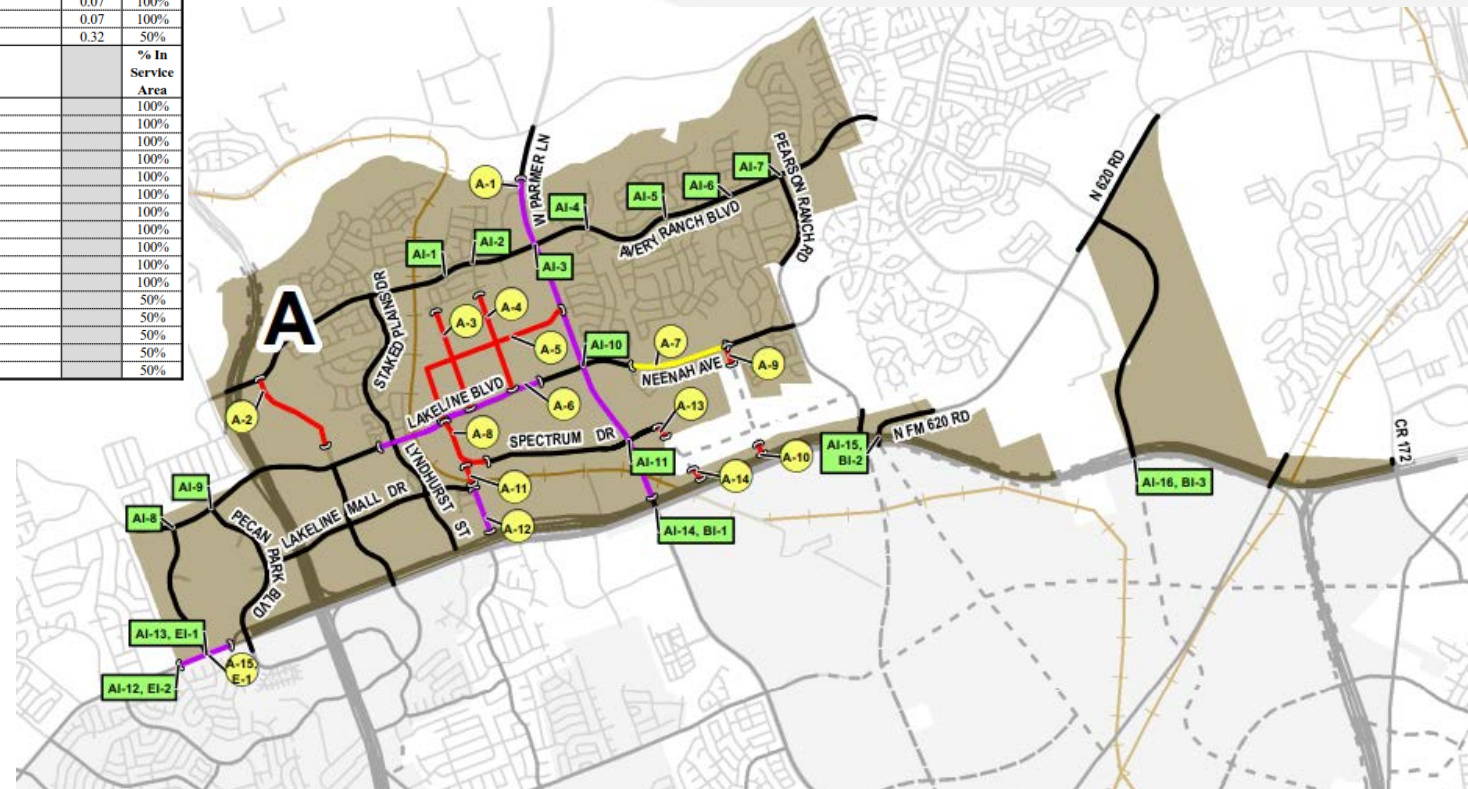 0.07 100%
0.07 100%
0.32 50%
% In
Service
Area
100%
100%
100%
100%
100%
100%
100%
100%
100%
100%
100%
50%
50%
50%
50%
50%
A
A-1
W PARMER LN
PEARSON RANCH RD
AI-7
AI-6
AI-5
AI-4
AVERY RANCH BLVD
AI-2
AI-1
AI-3
N 620 RD
STAKED PLAINS DR
A-4
A-3
A-5
AI-10
A-7
A-9
NEENAH AVE
LAKELINE BLVD
A-6
A-2
A-13
A-8
SPECTRUM DR
N FM 620 RD
CR 172
AI-15,
BI-2
A-10
AI-11
A-14
AI-9
A-11
LYNDHURST ST
LAKELINE MALL DR
PECAN PARK BLVD
AI-8
AI-16, BI-3
A-12
AI-14, BI-1
AI-13, EI-1
A-15,
E-1
AI-12, EI-2